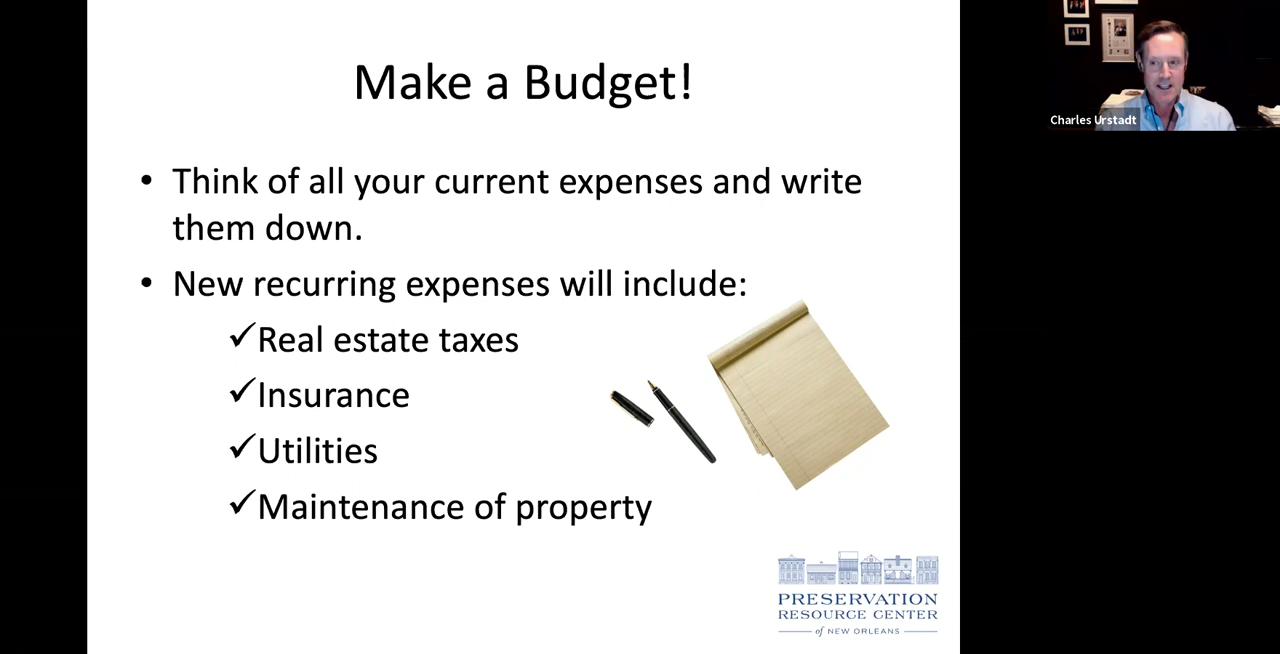 Make a Budget!
• Think of all your current expenses and write
them down.
• New recurring expenses will include:
✓Real estate taxes
✓Insurance
✓Utilities
✓Maintenance of property
PRESERVATION
RESOURCE CENTER
of NEW ORLEANS
Charles Urstadt